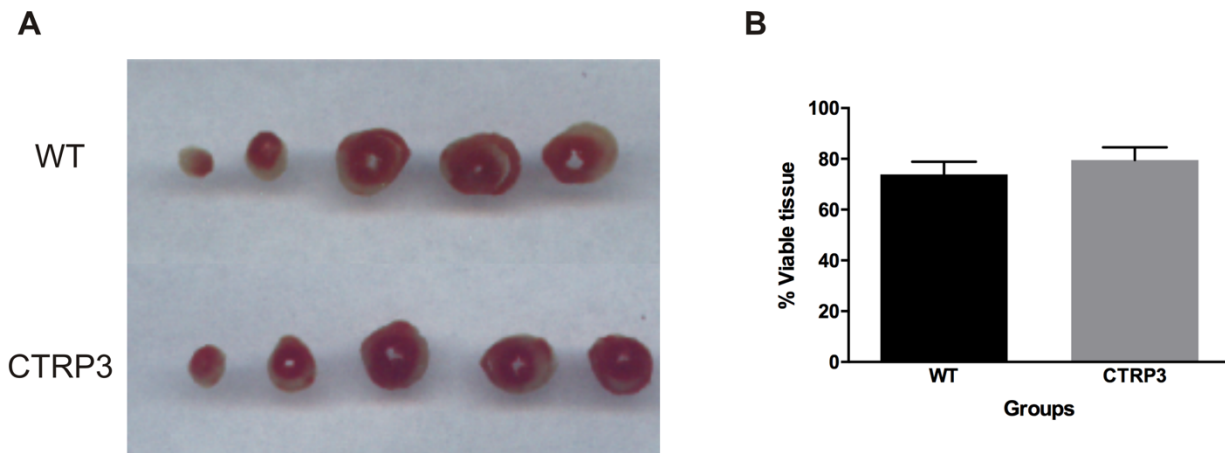 A
WT
CTRP3
B
% Viable tissue
100
80
60
40
20
0
WT CTRP3
Groups